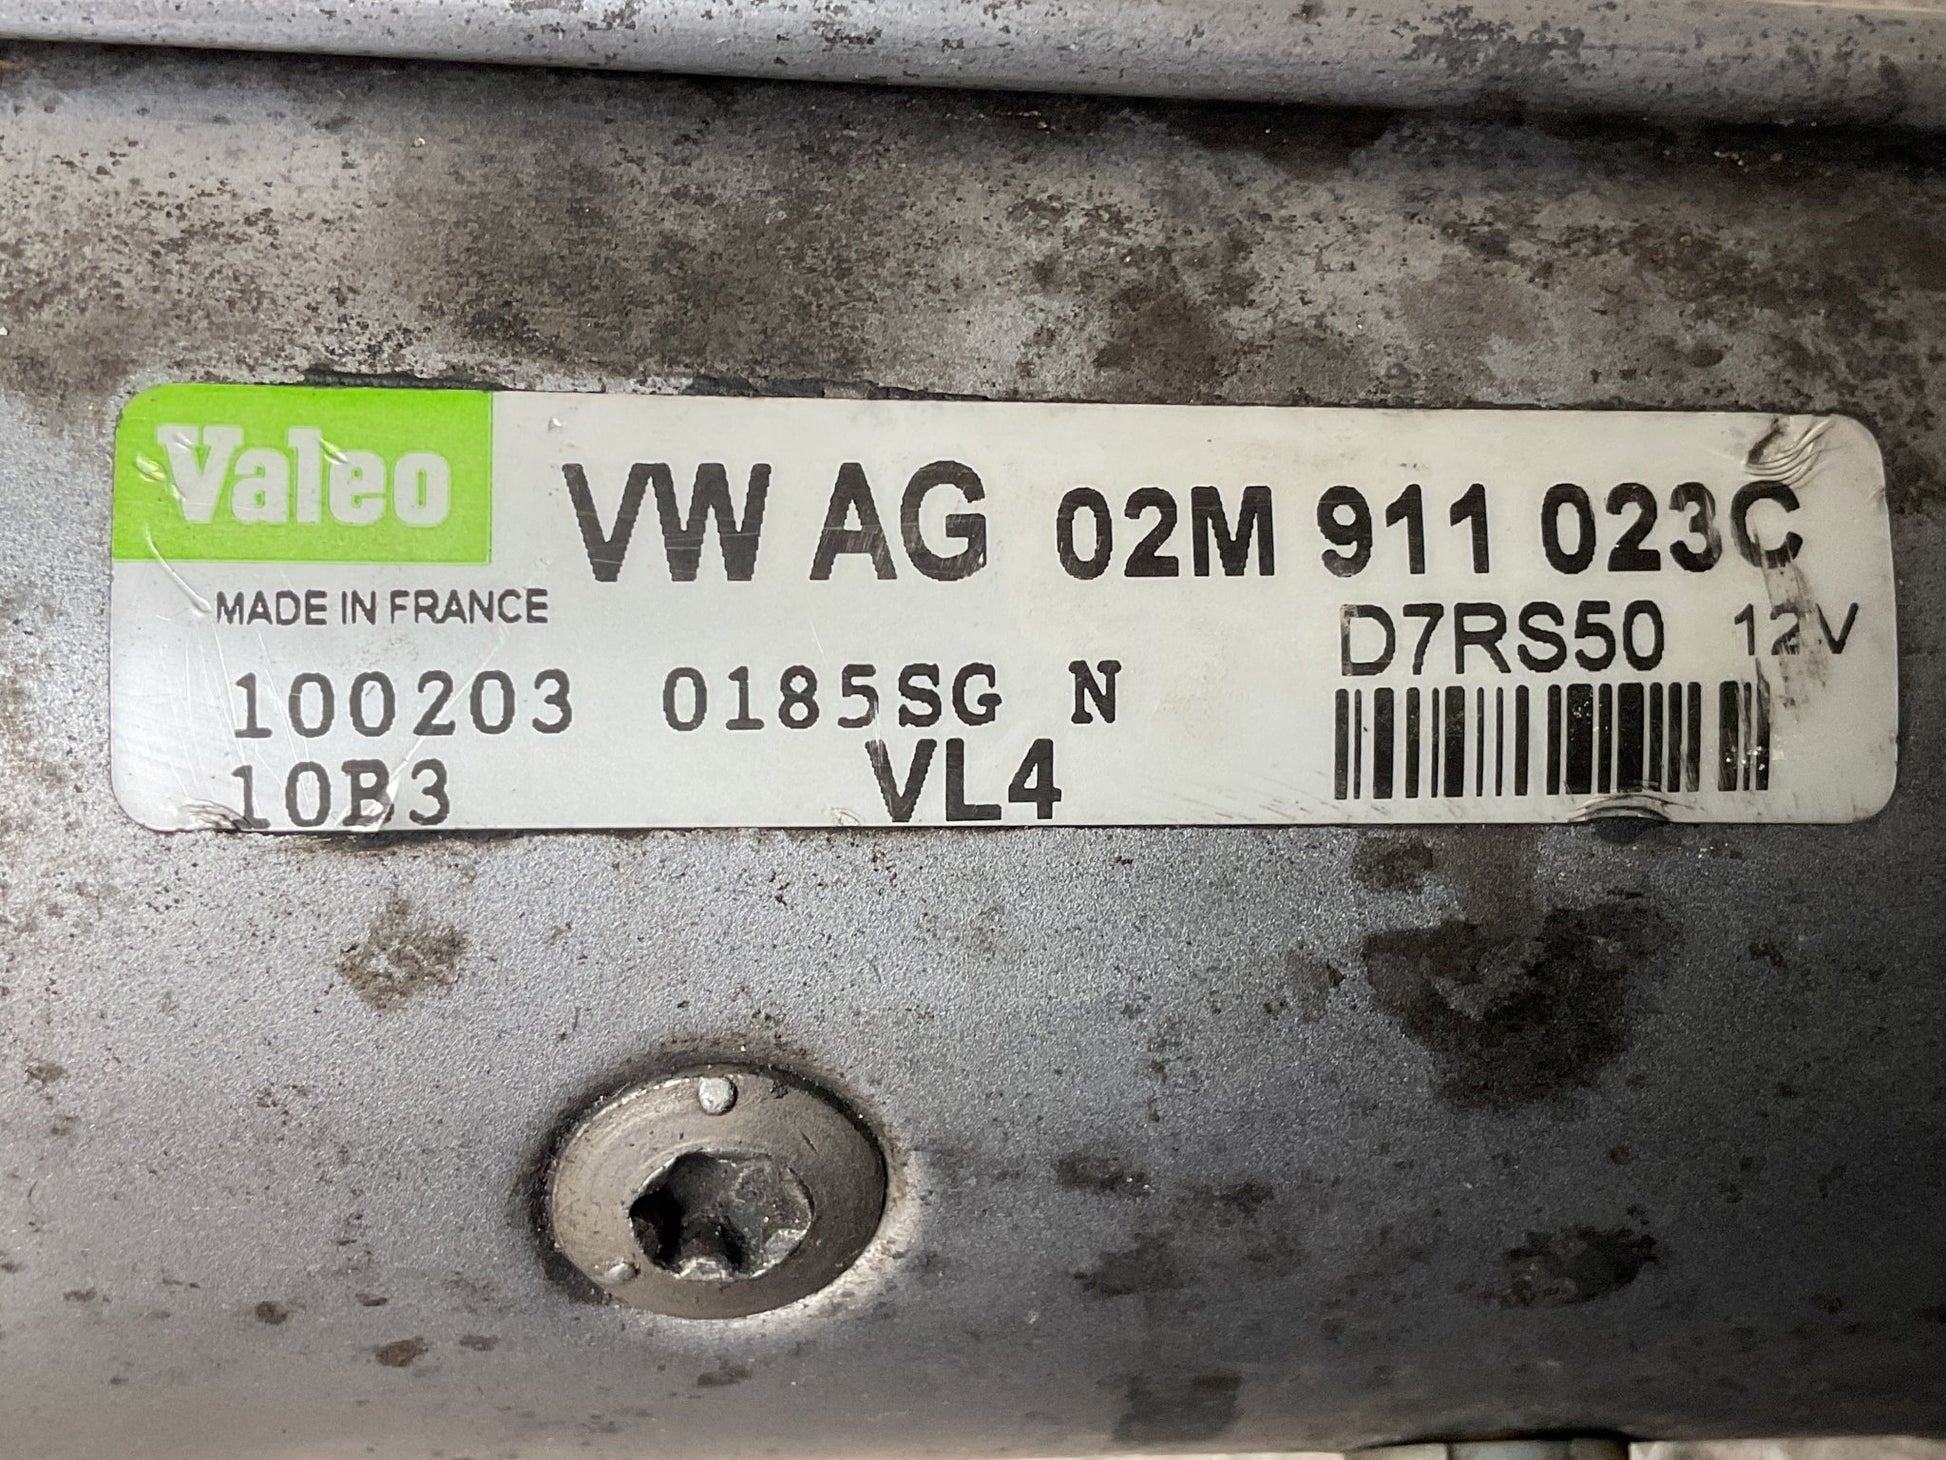 Valeo VW AG 02M 911 023C
MADE IN FRANCE D7RS50 12V
100203 0185SG N
10B3 VL4